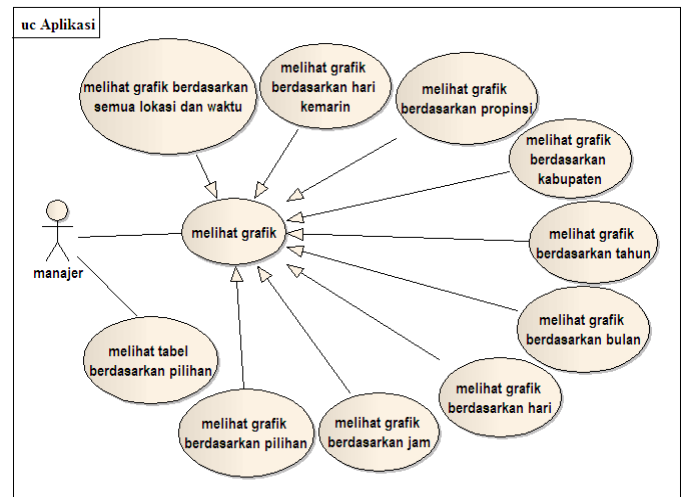 uc Aplikasi
melihat grafik berdasarkan
semua lokasi dan waktu
melihat grafik
berdasarkan hari
kemarin
melihat grafik
berdasarkan propinsi
melihat grafik
berdasarkan
kabupaten
melihat grafik
manajer
melihat grafik
berdasarkan tahun
melihat grafik
berdasarkan bulan
melihat tabel
berdasarkan pilihan
melihat grafik
berdasarkan hari
melihat grafik
berdasarkan pilihan
melihat grafik
berdasarkan jam